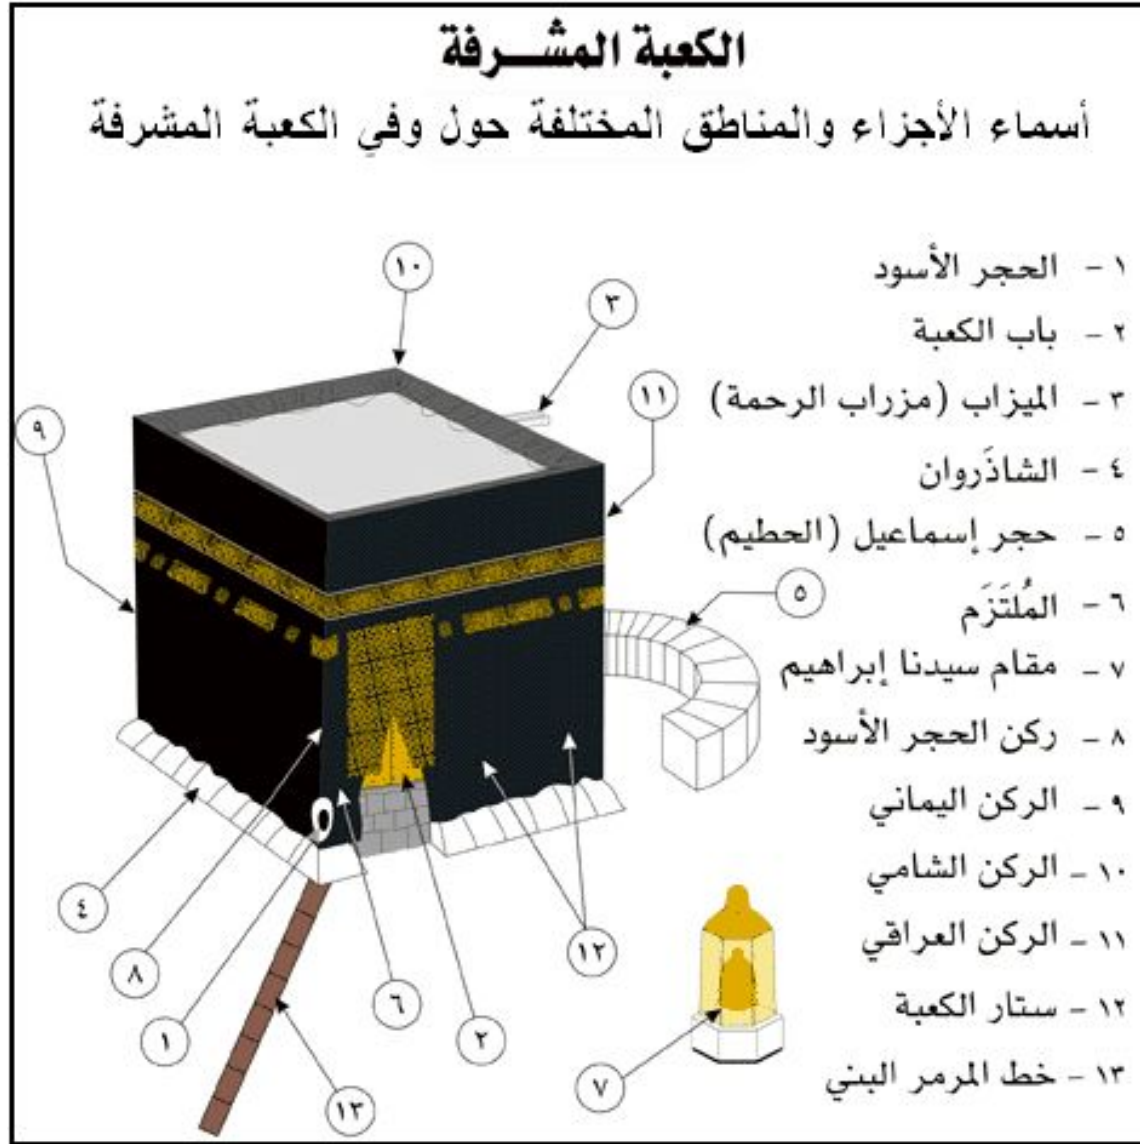 الكعبة المشـــرفة
أسماء الأجزاء والمناطق المختلفة حول وفي الكعبة المشرفة
١ - الحجر الأسود
٢ - باب الكعبة
٣ - الميزاب (مزراب الرحمة)
٤ - الشاذَروان
٥ - حجر إسماعيل (الحطيم)
٦ - المُلتَزَم
٧ - مقام سيدنا إبراهيم
٨ - ركن الحجر الأسود
٩ - الركن اليماني
١٠ - الركن الشامي
١١ - الركن العراقي
١٢ - ستار الكعبة
١٣ - خط المرمر البني
١٠
٣
١١
٩
٥
٤
٨
١
٦
٢
١٢
٧
١٣